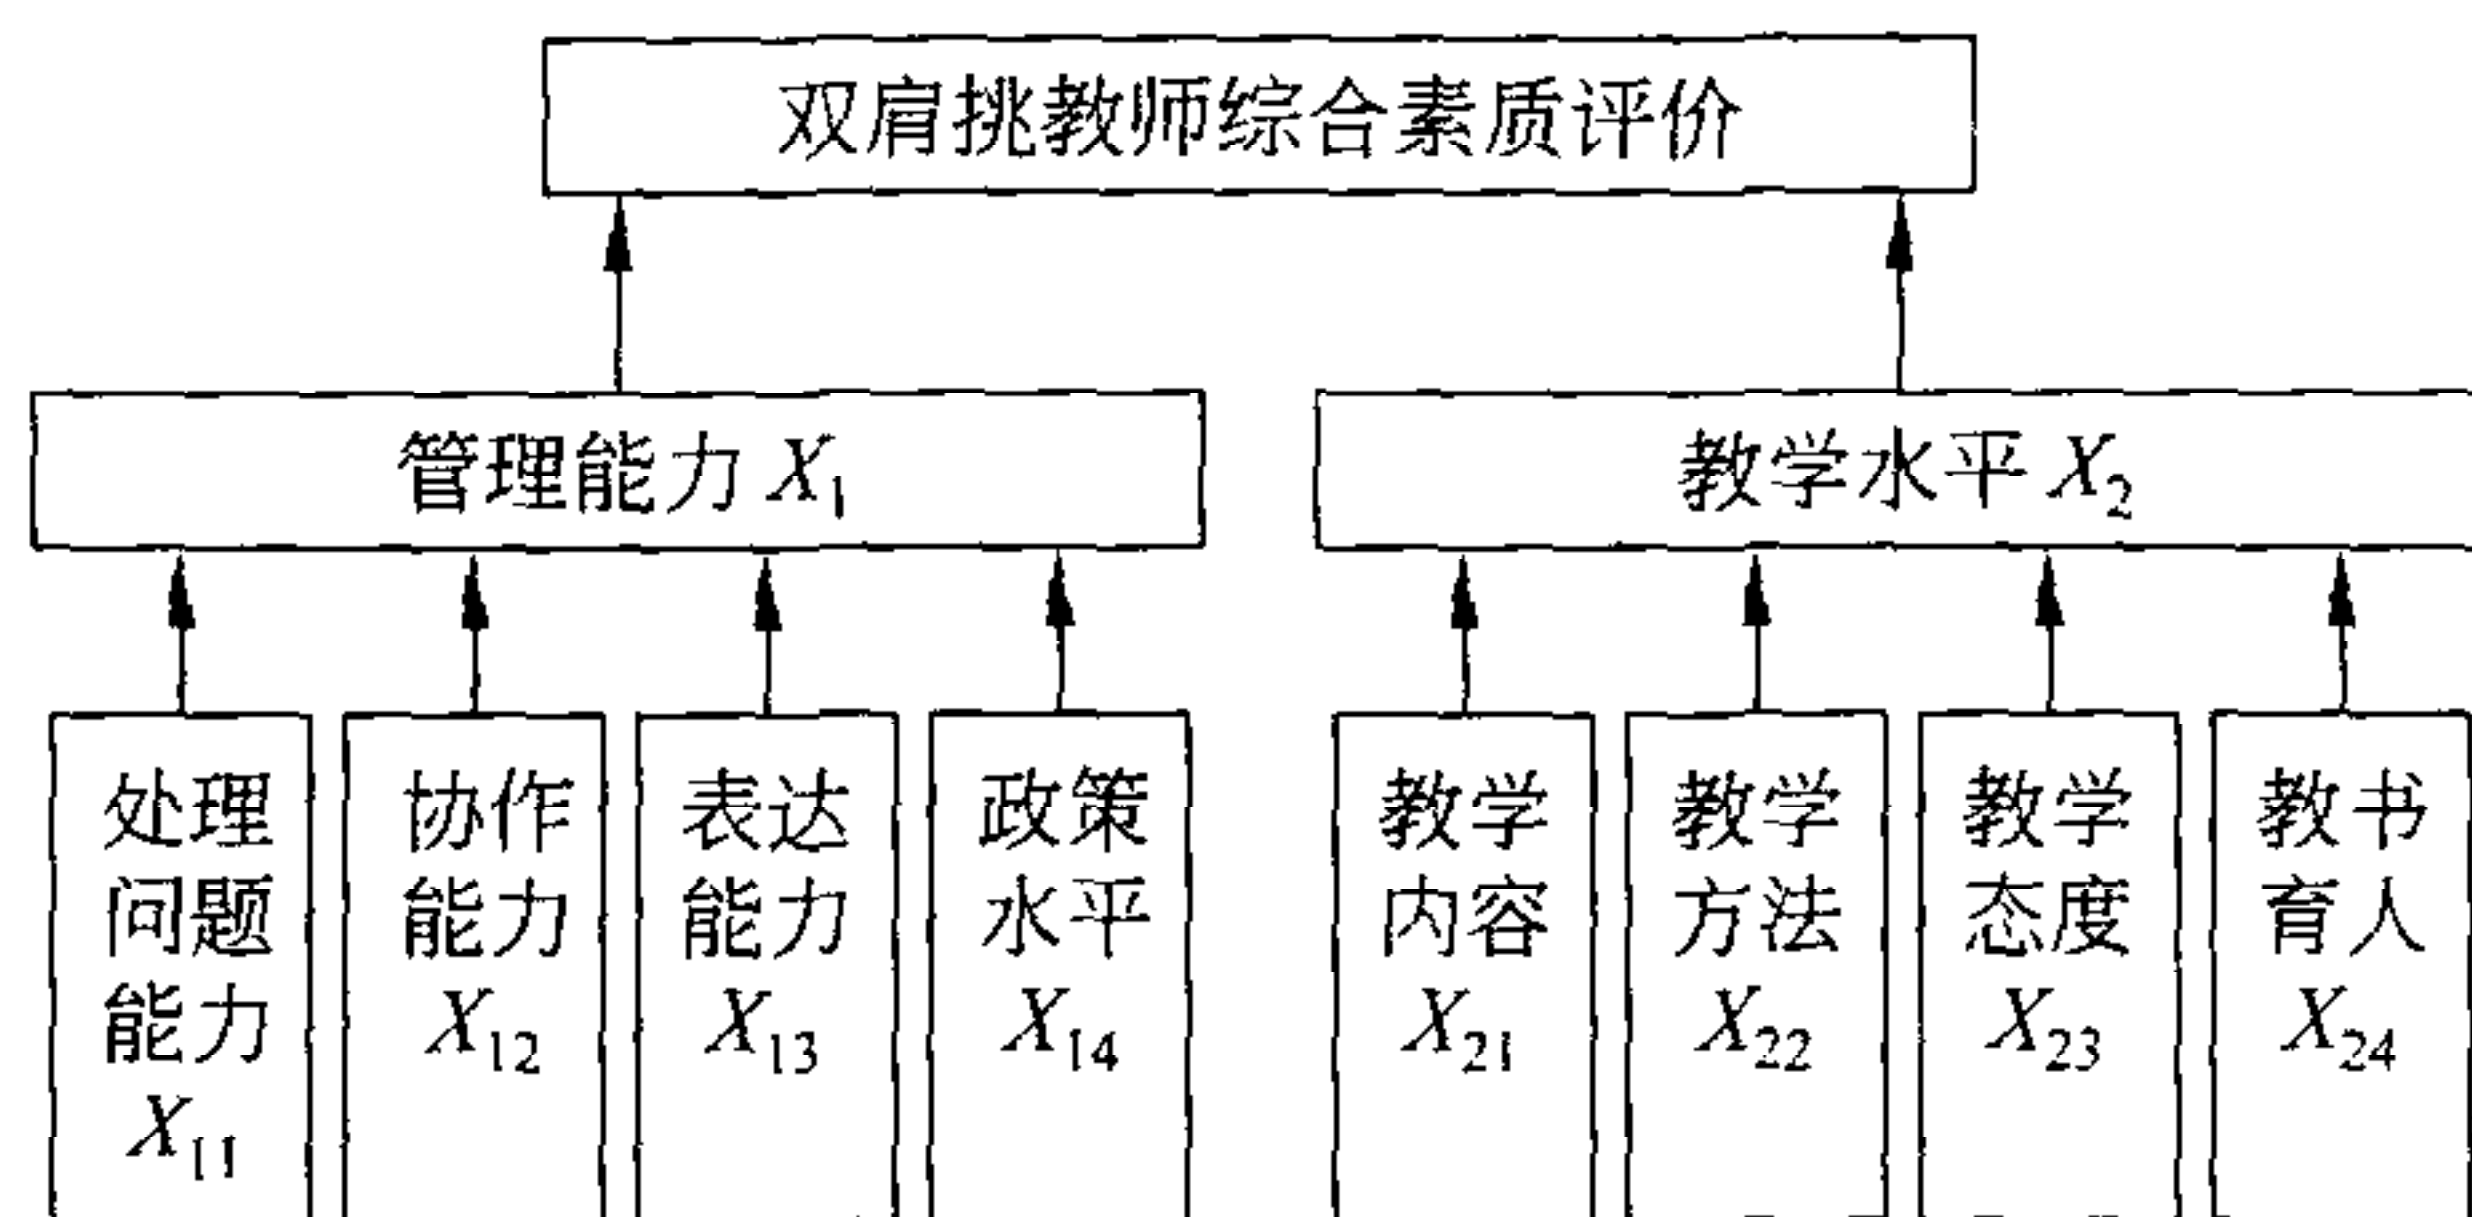 双肩挑教师综合素质评价
管理能力 X1
教学水平 X2
处理
问题
能力
X11
协作
能力
X12
表达
能力
X13
政策
水平
X14
教学
内容
X21
教学
方法
X22
教学
态度
X23
教书
育人
X24